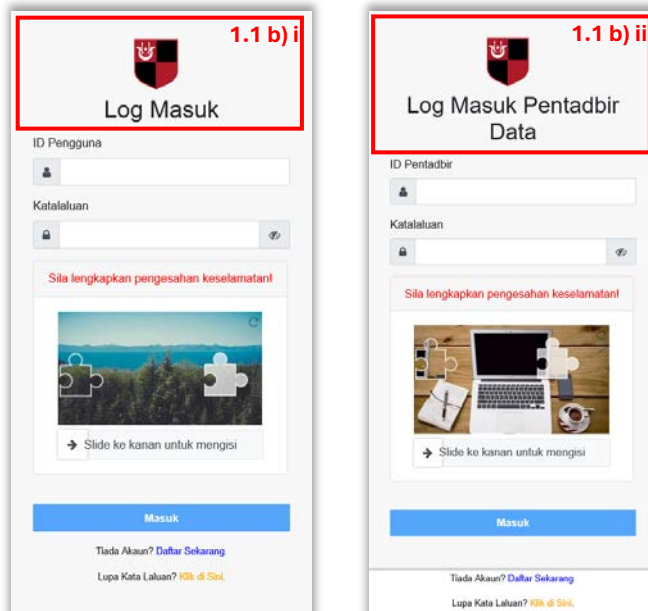 1.1 b) i
Log Masuk
ID Pengguna
Katalaluan
Sila lengkapkan pengesahan keselamatan!
Slide ke kanan untuk mengisi
Masuk
Tiada Akaun? Daftar Sekarang.
Lupa Kata Laluan? Klik di Sini.
1.1 b) ii
Log Masuk Pentadbir
Data
ID Pentadbir
Katalaluan
Sila lengkapkan pengesahan keselamatan!
Slide ke kanan untuk mengisi
Masuk
Tiada Akaun? Daftar Sekarang.
Lupa Kata Laluan? Klik di Sini.